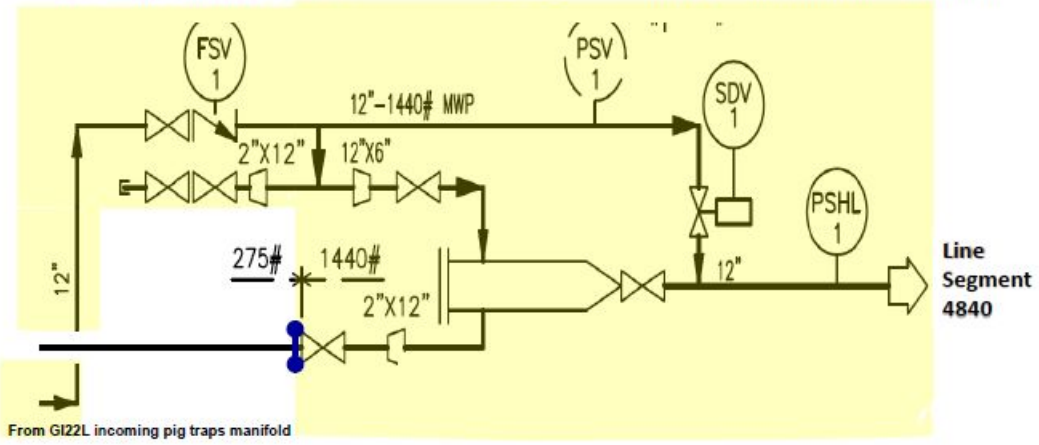 FSV
1
PSV
1
SDV
1
12"-1440# MWP
2"X12"
12"X6"
PSHL
1
275#
1440#
12"
12"
2"X12"
Line
Segment
4840
From GI22L incoming pig traps manifold